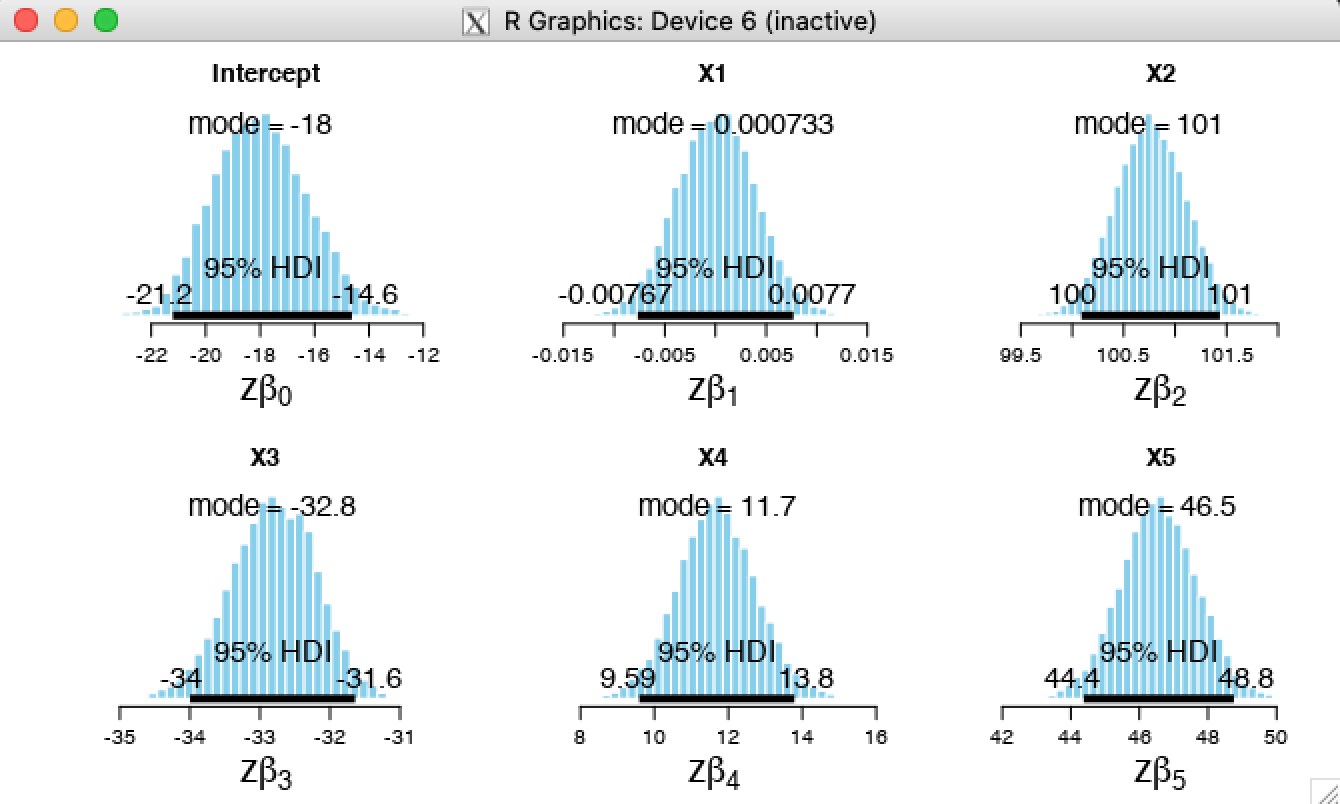 R Graphics: Device 6 (inactive)
Intercept
mode = -18
95% HDI
-21.2 -14.6
-22 -20 -18 -16 -14 -12
Zβ0
X1
mode = 0.000733
95% HDI
-0.00767 0.0077
-0.015 -0.005 0.005 0.015
Zβ1
X2
mode = 101
95% HDI
100 101
99.5 100.5 101.5
Zβ2
X3
mode = -32.8
95% HDI
-34 -31.6
-35 -34 -33 -32 -31
Zβ3
X4
mode = 11.7
95% HDI
9.59 13.8
8 10 12 14 16
Zβ4
X5
mode = 46.5
95% HDI
44.4 48.8
42 44 46 48 50
Zβ5